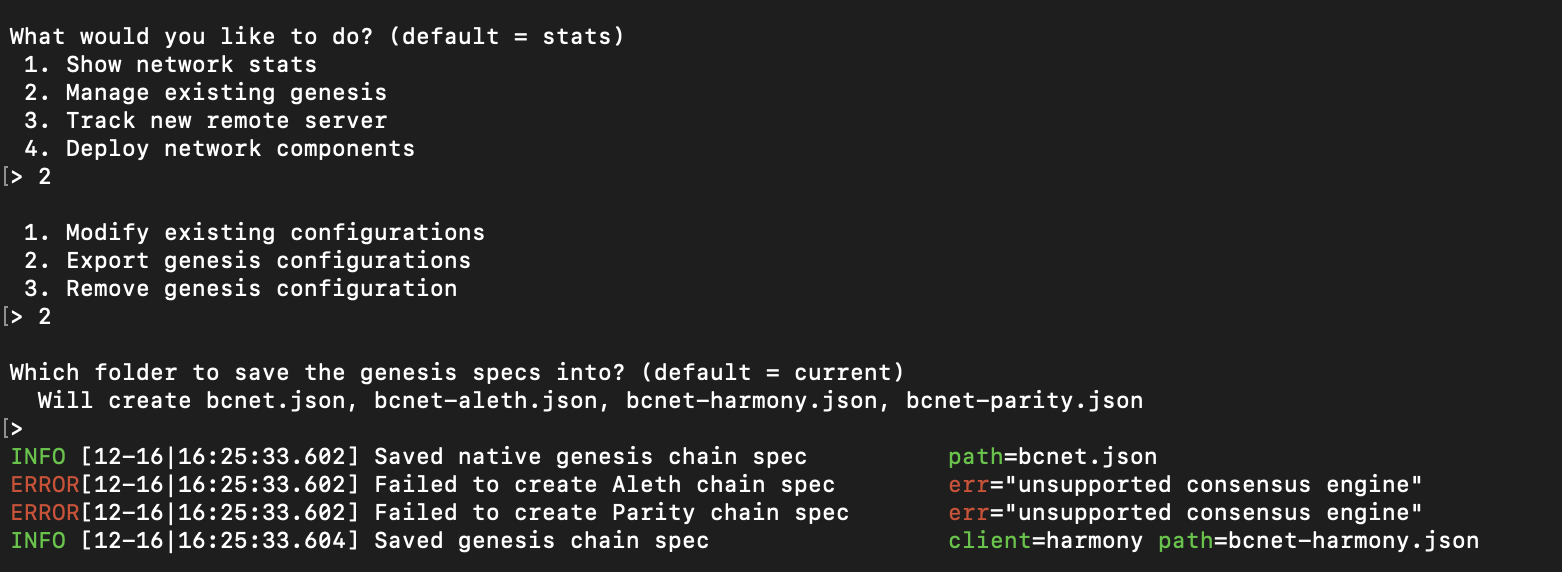 What would you like to do? (default = stats)
1. Show network stats
2. Manage existing genesis
3. Track new remote server
4. Deploy network components
[> 2
1. Modify existing configurations
2. Export genesis configurations
3. Remove genesis configuration
[> 2
Which folder to save the genesis specs into? (default = current)
Will create bcnet.json, bcnet-aleth.json, bcnet-harmony.json, bcnet-parity.json
[>
INFO [12-16|16:25:33.602] Saved native genesis chain spec path=bcnet.json
ERROR[12-16|16:25:33.602] Failed to create Aleth chain spec err="unsupported consensus engine"
ERROR[12-16|16:25:33.602] Failed to create Parity chain spec err="unsupported consensus engine"
INFO [12-16|16:25:33.604] Saved genesis chain spec client=harmony path=bcnet-harmony.json